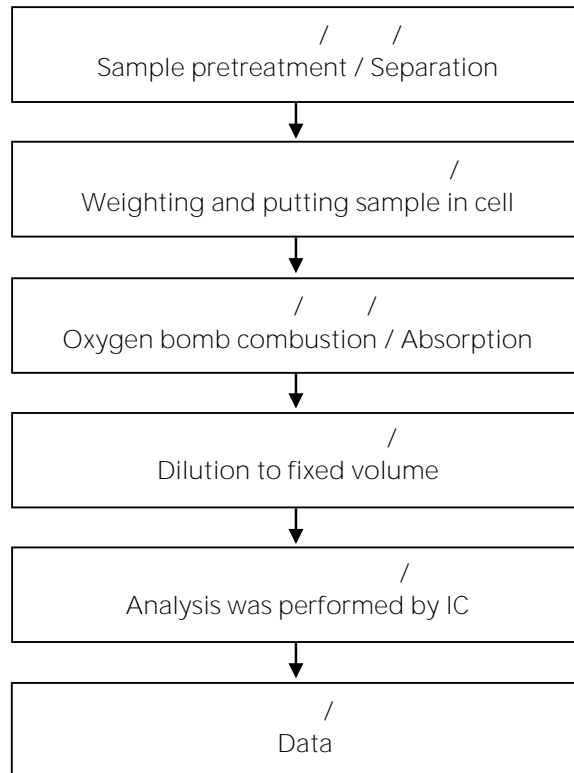 / /
Sample pretreatment / Separation
/
Weighting and putting sample in cell
/ /
Oxygen bomb combustion / Absorption
/
Dilution to fixed volume
/
Analysis was performed by IC
/
Data